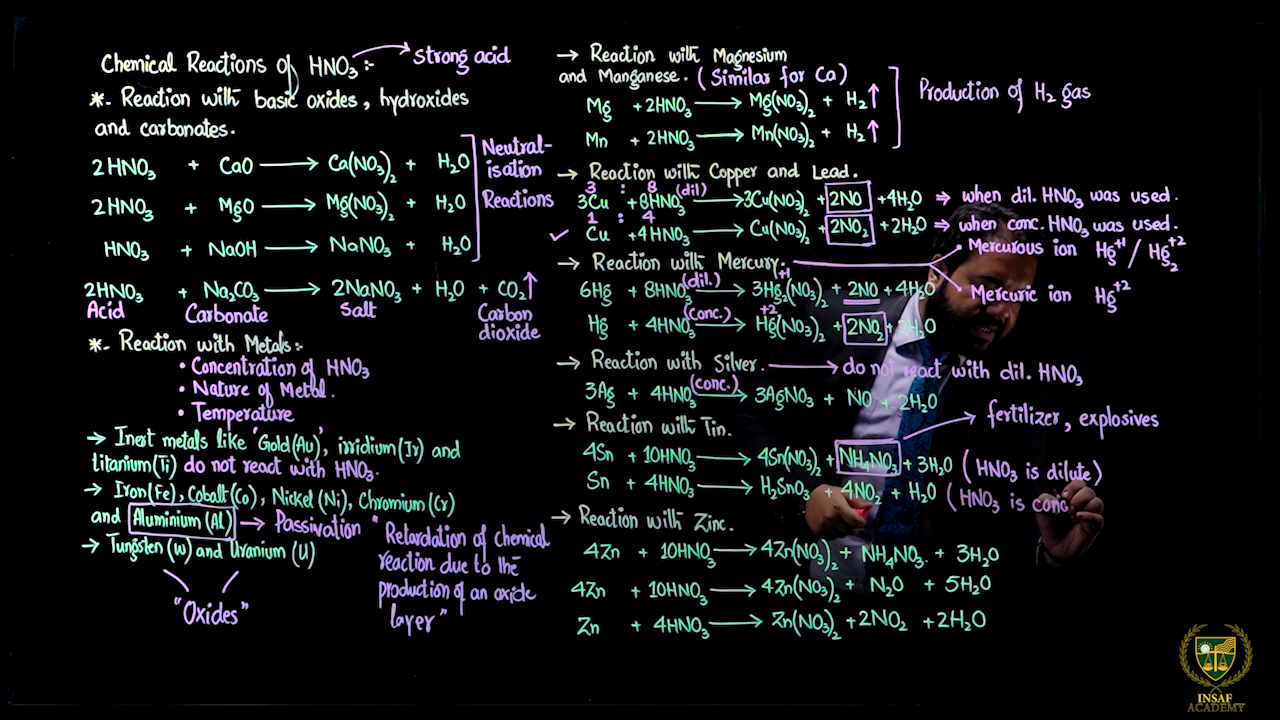 Chemical Reactions of HNO₃ :- → Strong acid
*. Reaction with basic oxides, hydroxides
and carbonates.
2HNO₃ + CaO ⟶ Ca(NO₃)₂ + H₂O
2HNO₃ + MgO ⟶ Mg(NO₃)₂ + H₂O
HNO₃ + NaOH ⟶ NaNO₃ + H₂O
Neutral-
isation
Reactions
2HNO₃ + Na₂CO₃ ⟶ 2NaNO₃ + H₂O + CO₂↑
Acid Carbonate Salt Carbon
dioxide
*. Reaction with Metals :-
• Concentration of HNO₃
• Nature of Metal.
• Temperature
→ Inert metals like 'Gold(Au)', irridium(Ir) and
titanium(Ti) do not react with HNO₃.
→ Iron(Fe), Cobalt(Co), Nickel(Ni), Chromium(Cr)
and Aluminium(Al) → Passivation
"Retardation of chemical
reaction due to the
production of an oxide
layer"
→ Tungsten(W) and Uranium(U)
"Oxides"
→ Reaction with Magnesium
and Manganese. (Similar for Ca)
Mg + 2HNO₃ ⟶ Mg(NO₃)₂ + H₂↑
Mn + 2HNO₃ ⟶ Mn(NO₃)₂ + H₂↑
Production of H₂ gas
→ Reaction with Copper and Lead.
3 : 8 (dil)
3Cu + 8HNO₃ ⟶ 3Cu(NO₃)₂ + 2NO + 4H₂O ⇒ when dil. HNO₃ was used.
1 : 4
✓ Cu + 4HNO₃ ⟶ Cu(NO₃)₂ + 2NO₂ + 2H₂O ⇒ when conc. HNO₃ was used.
→ Reaction with Mercury.
Mercurous ion Hg⁺¹ / Hg₂⁺²
Mercuric ion Hg⁺²
(dil.) +1
6Hg + 8HNO₃ ⟶ 3Hg₂(NO₃)₂ + 2NO + 4H₂O
(conc.) +2
Hg + 4HNO₃ ⟶ Hg(NO₃)₂ + 2NO₂ + 2H₂O
→ Reaction with Silver. → do not react with dil. HNO₃
(conc.)
3Ag + 4HNO₃ ⟶ 3AgNO₃ + NO + 2H₂O
→ Reaction with Tin.
fertilizer, explosives
4Sn + 10HNO₃ ⟶ 4Sn(NO₃)₂ + NH₄NO₃ + 3H₂O (HNO₃ is dilute)
Sn + 4HNO₃ ⟶ H₂SnO₃ + 4NO₂ + H₂O (HNO₃ is conc
→ Reaction with Zinc.
4Zn + 10HNO₃ ⟶ 4Zn(NO₃)₂ + NH₄NO₃ + 3H₂O
4Zn + 10HNO₃ ⟶ 4Zn(NO₃)₂ + N₂O + 5H₂O
Zn + 4HNO₃ ⟶ Zn(NO₃)₂ + 2NO₂ + 2H₂O
INSAF
ACADEMY